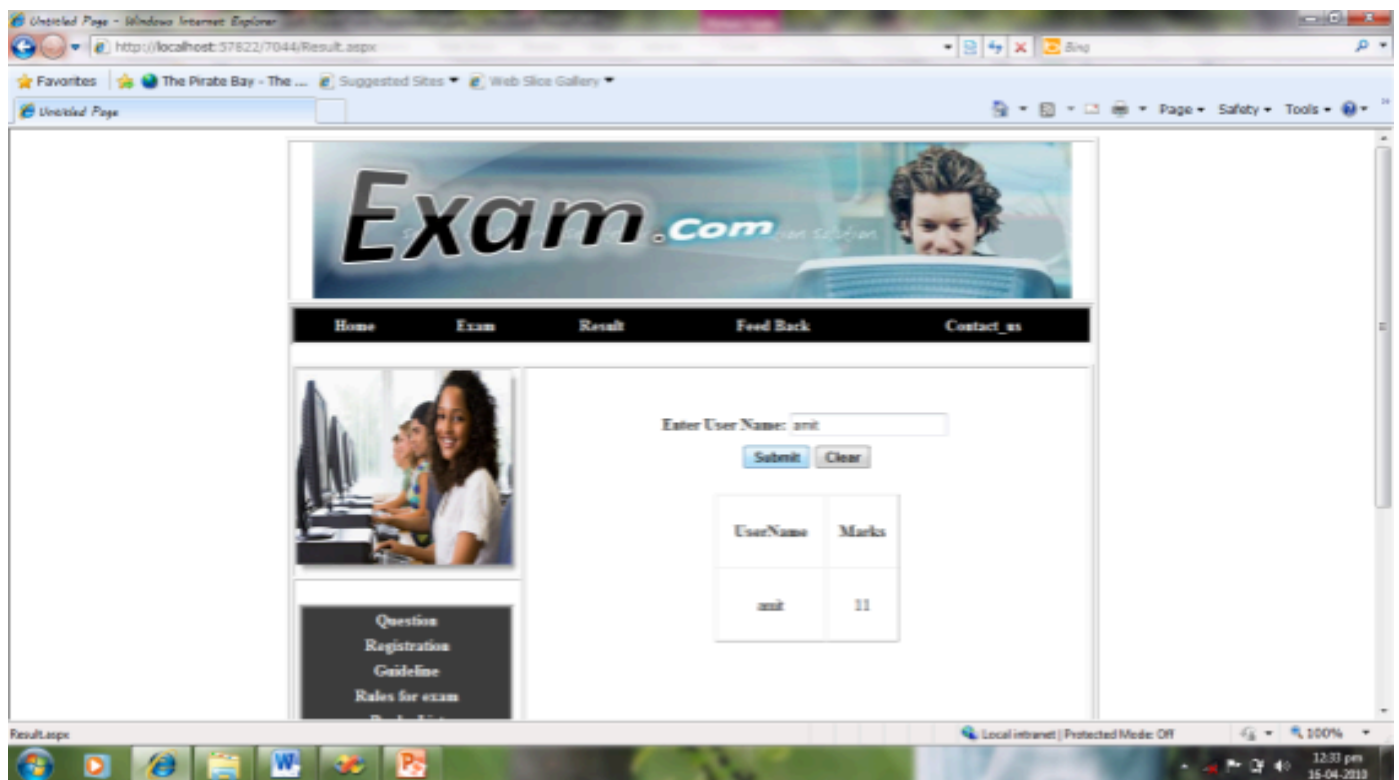 Untitled Page - Windows Internet Explorer
http://localhost:57822/7044/Result.aspx
Bing
Favorites The Pirate Bay - The ... Suggested Sites Web Slice Gallery
Untitled Page
Page Safety Tools
Exam.com
Home Exam Result Feed Back Contact_us
Enter User Name: amit
Submit Clear
UserName Marks
amit 11
Question
Registration
Guideline
Rules for exam
Result.aspx
Local intranet | Protected Mode: Off
100%
12:33 pm
16-04-2010